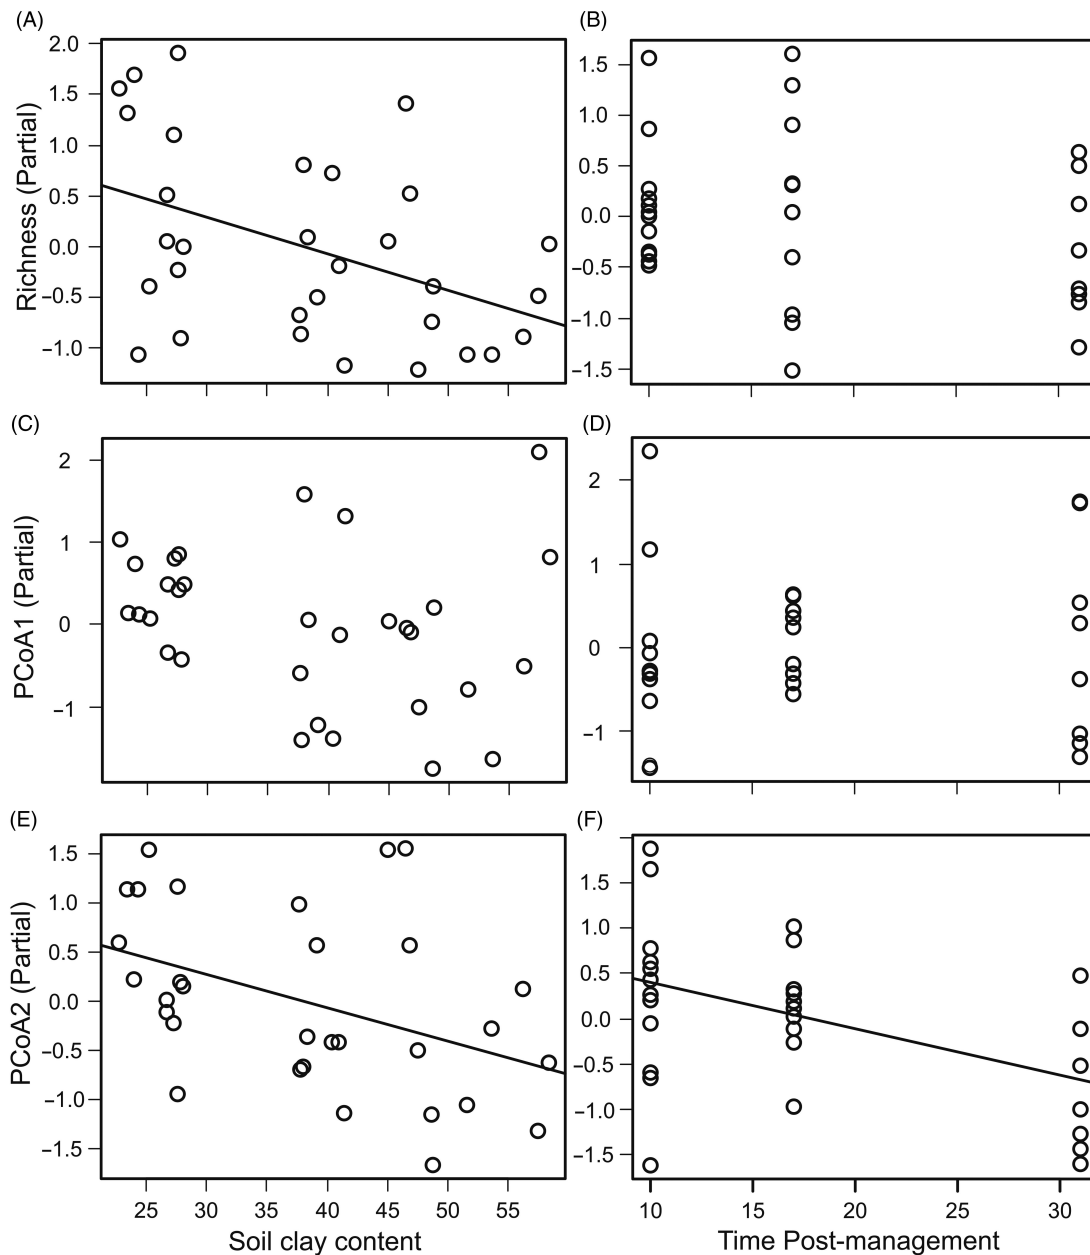 (A)
2.0
1.5
1.0
0.5
0.0
−0.5
−1.0
Richness (Partial)
(B)
1.5
1.0
0.5
0.0
−0.5
−1.0
−1.5
(C)
2
1
0
−1
PCoA1 (Partial)
(D)
2
1
0
−1
(E)
1.5
1.0
0.5
0.0
−0.5
−1.0
−1.5
PCoA2 (Partial)
25 30 35 40 45 50 55
Soil clay content
(F)
1.5
1.0
0.5
0.0
−0.5
−1.0
−1.5
10 15 20 25 30
Time Post-management